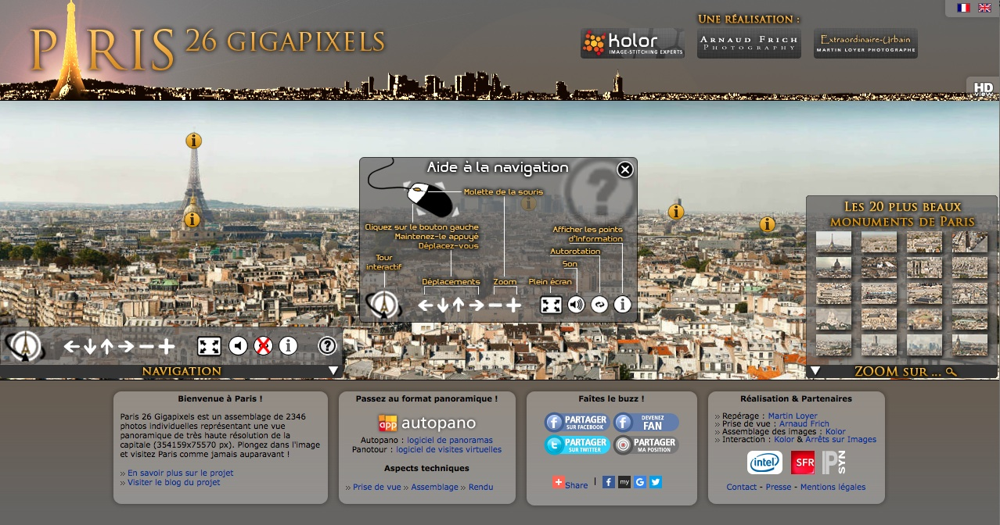 PARIS 26 GIGAPIXELS
UNE RÉALISATION :
kolor
IMAGE-STITCHING EXPERTS
ARNAUD FRICH
PHOTOGRAPHY
Extraordinaire-Urbain
MARTIN LOYER PHOTOGRAPHE
HD
view
Aide à la navigation
Molette de la souris
Cliquez sur le bouton gauche
Maintenez-le appuyé
Déplacez-vous
Afficher les points
d'Information
Autorotation
Son
Tour
interactif
Déplacements
Zoom
Plein écran
LES 20 PLUS BEAUX
MONUMENTS DE PARIS
NAVIGATION
ZOOM SUR ...
Bienvenue à Paris !
Paris 26 Gigapixels est un assemblage de 2346
photos individuelles représentant une vue
panoramique de très haute résolution de la
capitale (354159x75570 px). Plongez dans l'image
et visitez Paris comme jamais auparavant !
» En savoir plus sur le projet
» Visiter le blog du projet
Passez au format panoramique !
app autopano
Autopano : logiciel de panoramas
Panotour : logiciel de visites virtuelles
Aspects techniques
» Prise de vue » Assemblage » Rendu
Faîtes le buzz !
PARTAGER
SUR FACEBOOK
DEVENEZ
FAN
PARTAGER
SUR TWITTER
PARTAGER
MA POSITION
Share | my
Réalisation & Partenaires
» Repérage : Martin Loyer
» Prise de vue : Arnaud Frich
» Assemblage des images : Kolor
» Interaction : Kolor & Arrêts sur Images
intel
SFR
PSYN
Contact - Presse - Mentions légales